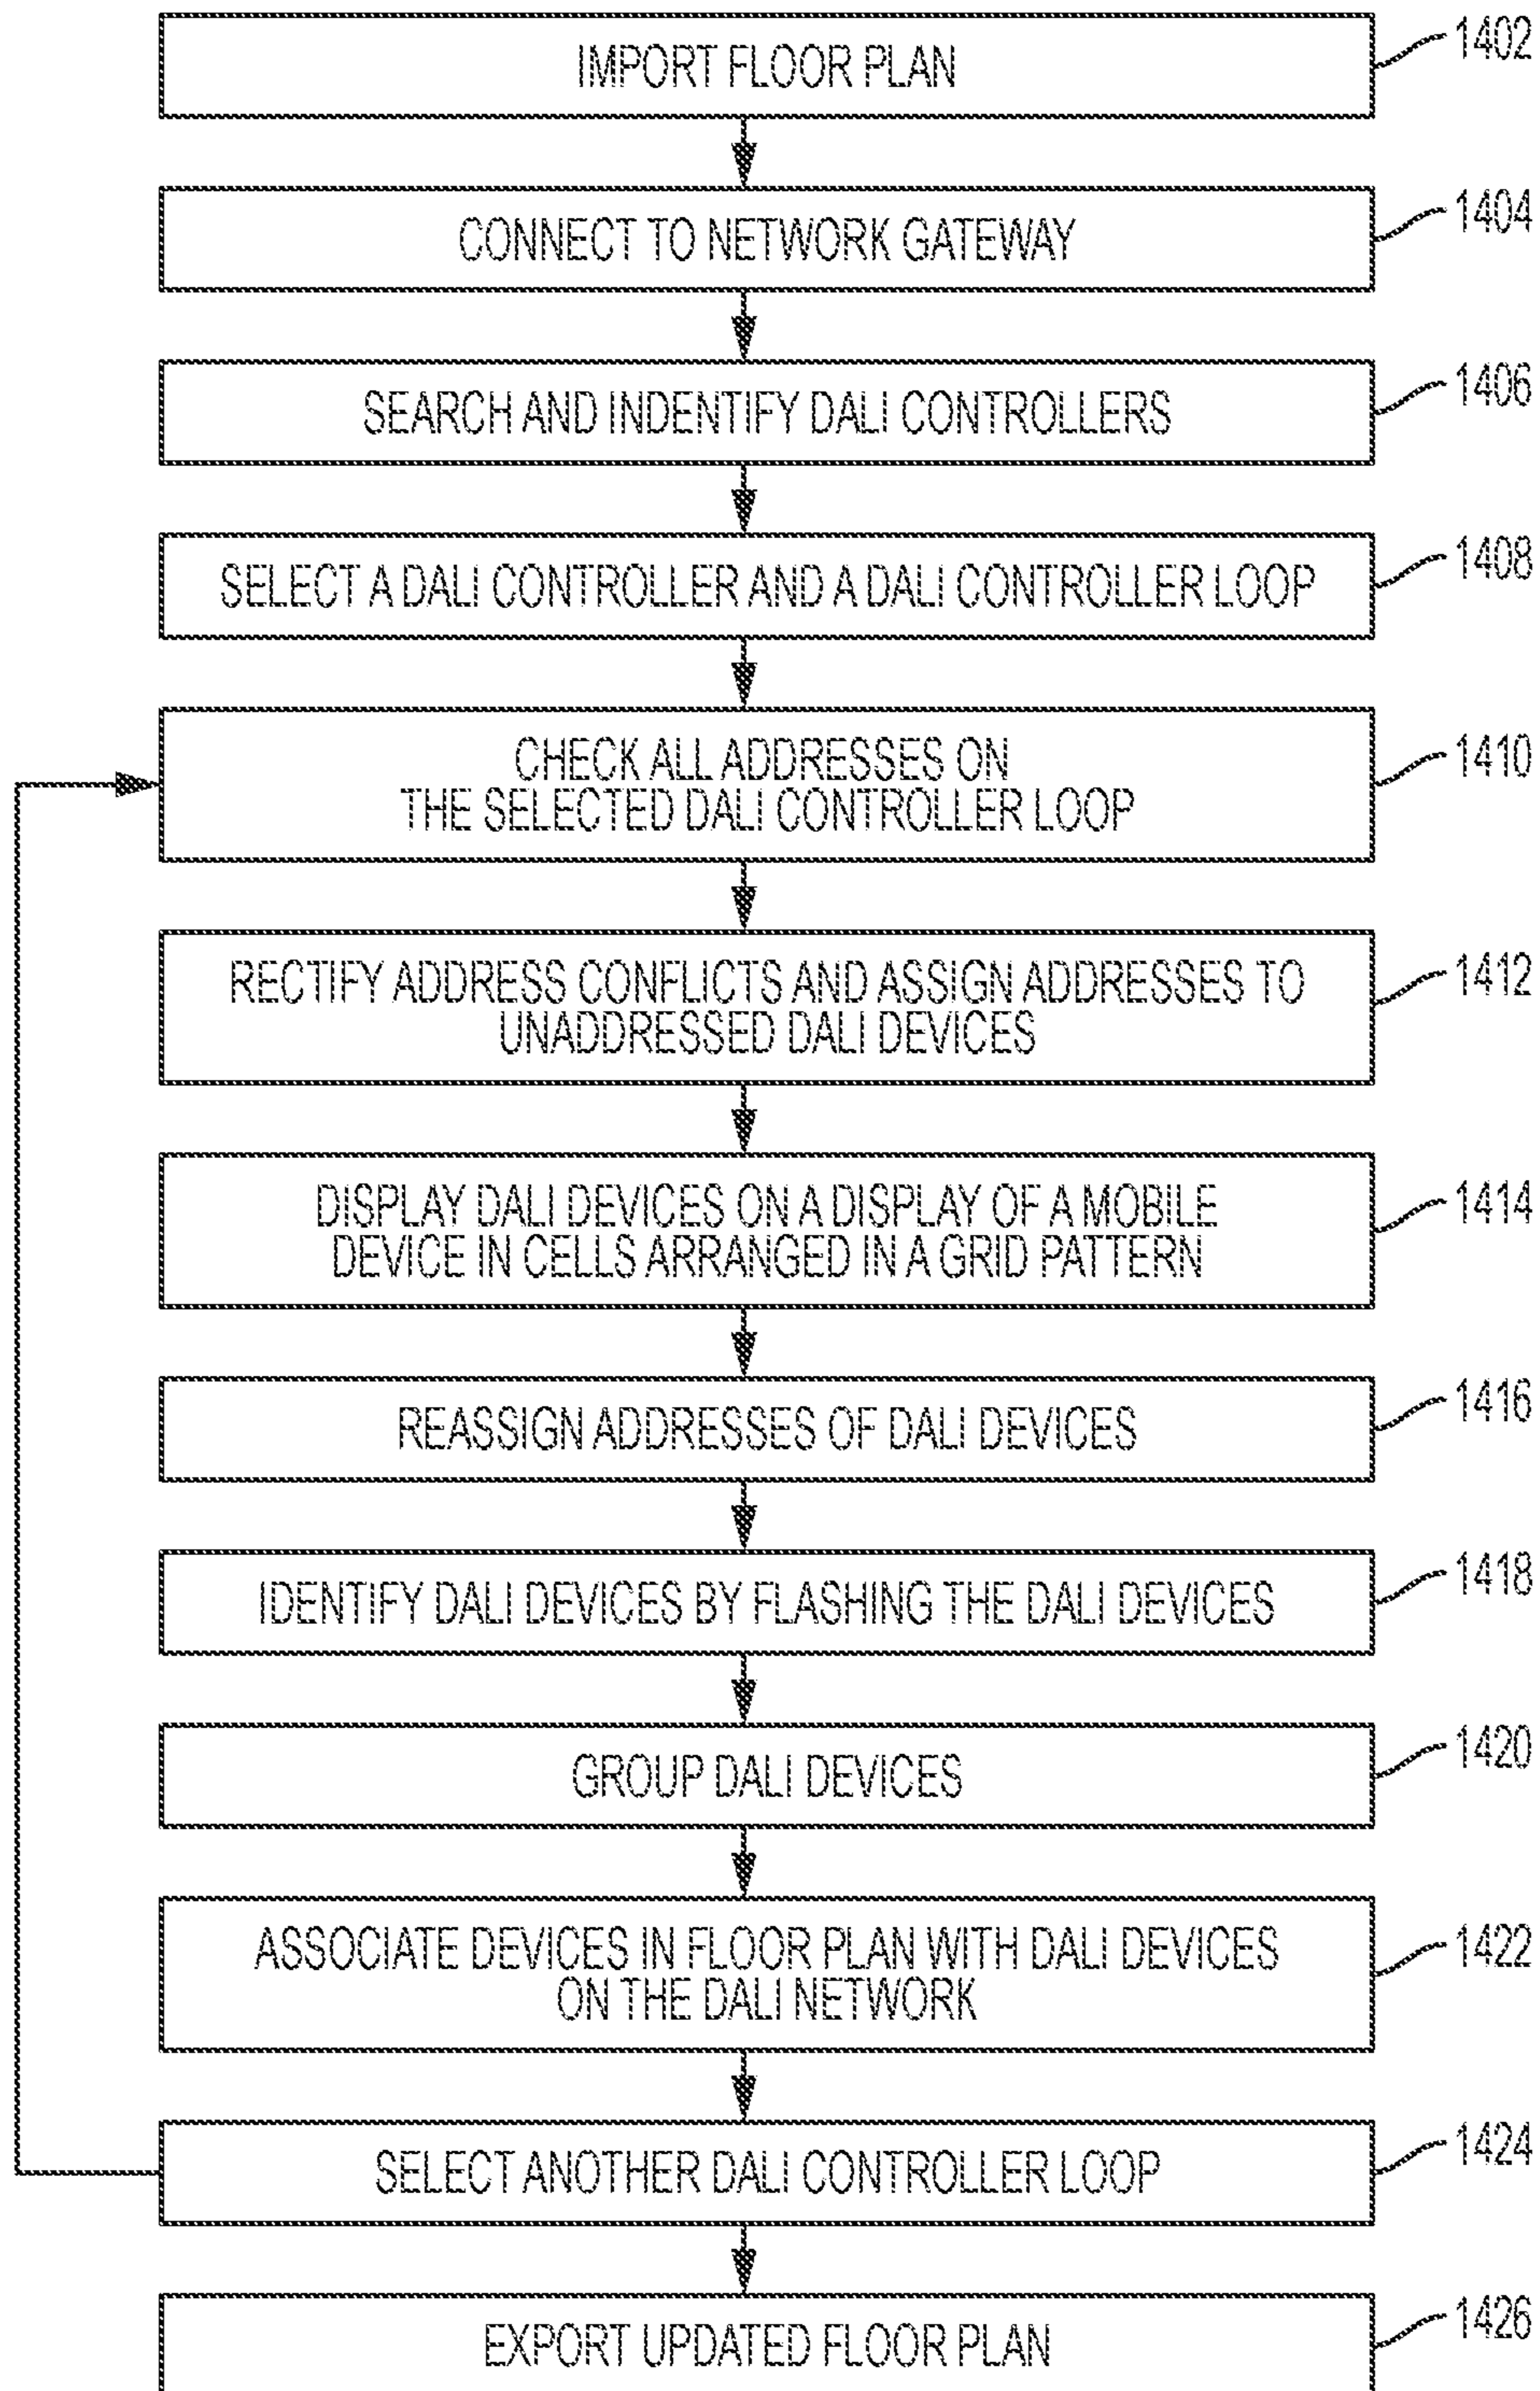 IMPORT FLOOR PLAN
1402
CONNECT TO NETWORK GATEWAY
1404
SEARCH AND INDENTIFY DALI CONTROLLERS
1406
SELECT A DALI CONTROLLER AND A DALI CONTROLLER LOOP
1408
CHECK ALL ADDRESSES ON
THE SELECTED DALI CONTROLLER LOOP
1410
RECTIFY ADDRESS CONFLICTS AND ASSIGN ADDRESSES TO
UNADDRESSED DALI DEVICES
1412
DISPLAY DALI DEVICES ON A DISPLAY OF A MOBILE
DEVICE IN CELLS ARRANGED IN A GRID PATTERN
1414
REASSIGN ADDRESSES OF DALI DEVICES
1416
IDENTIFY DALI DEVICES BY FLASHING THE DALI DEVICES
1418
GROUP DALI DEVICES
1420
ASSOCIATE DEVICES IN FLOOR PLAN WITH DALI DEVICES
ON THE DALI NETWORK
1422
SELECT ANOTHER DALI CONTROLLER LOOP
1424
EXPORT UPDATED FLOOR PLAN
1426